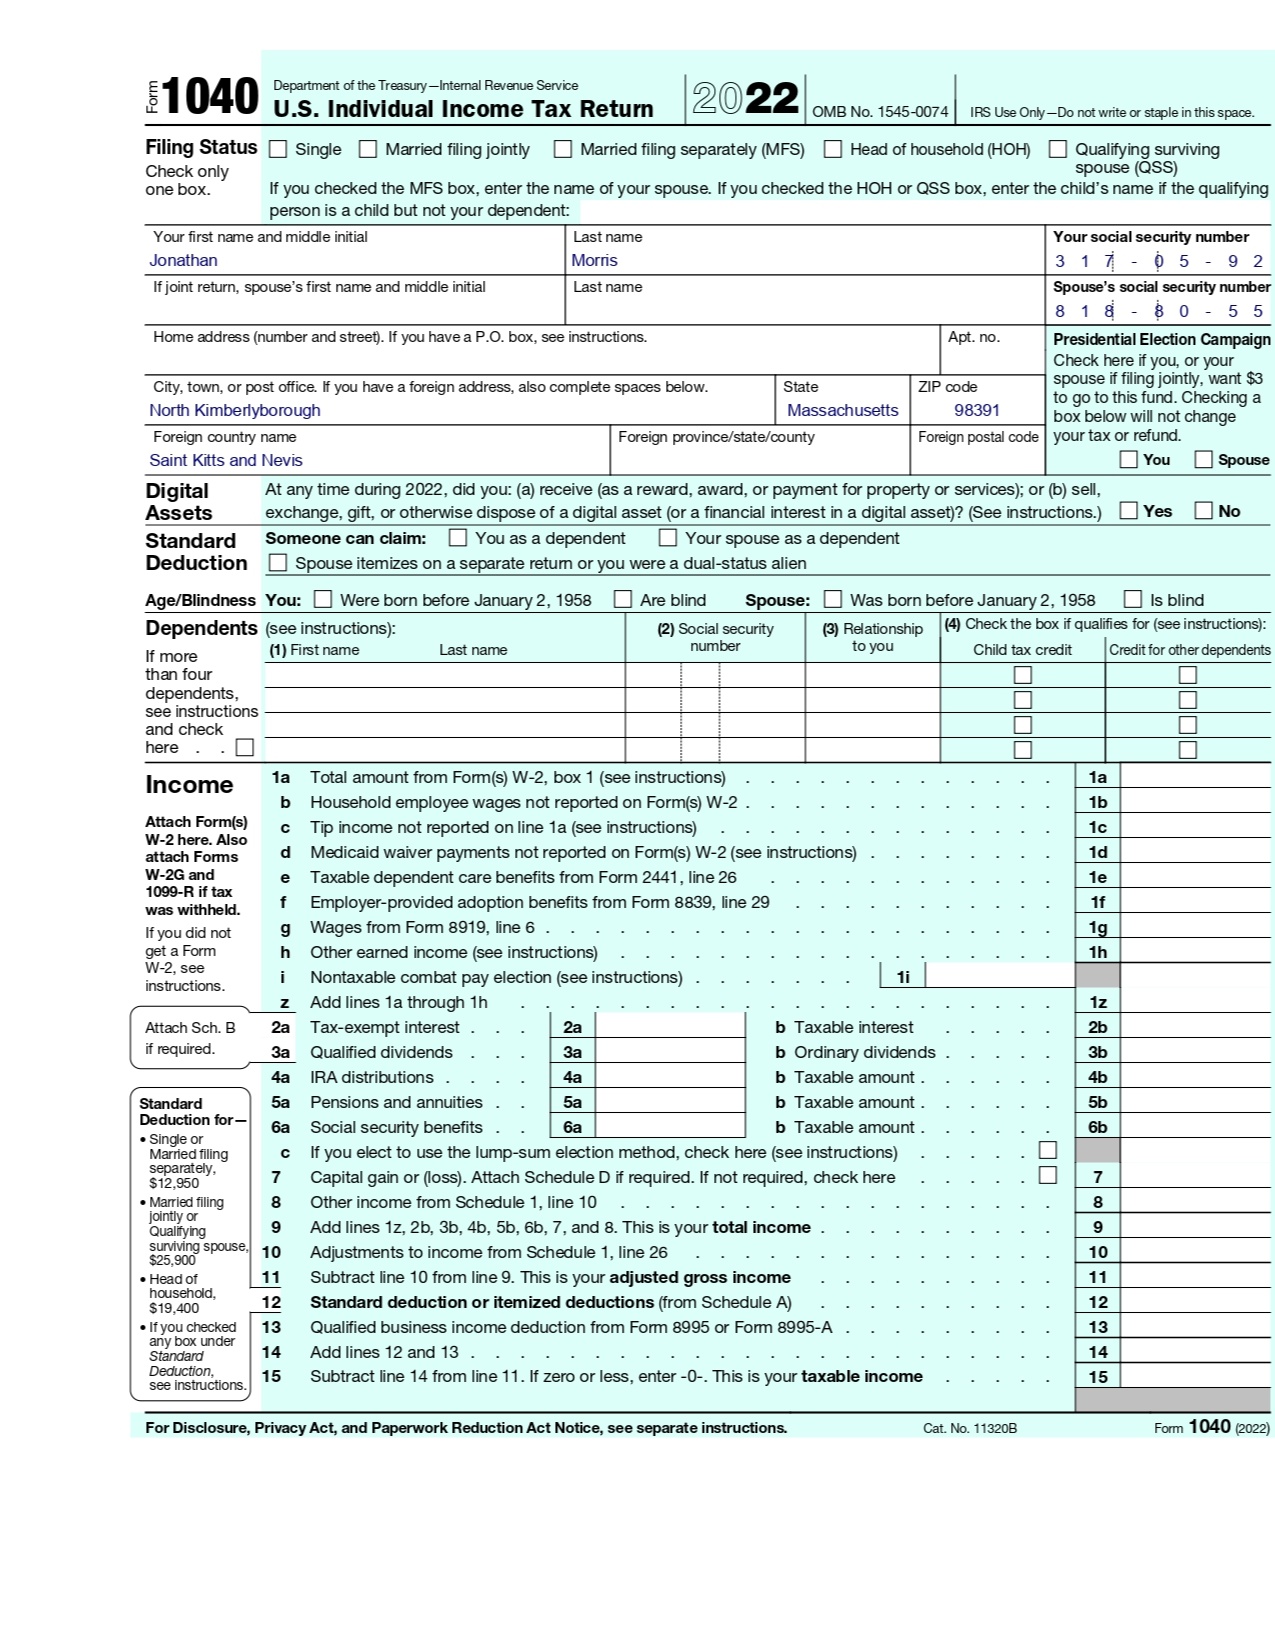 Form 1040 Department of the Treasury—Internal Revenue Service
U.S. Individual Income Tax Return 2022 OMB No. 1545-0074 IRS Use Only—Do not write or staple in this space.
Filing Status Single Married filing jointly Married filing separately (MFS) Head of household (HOH) Qualifying surviving spouse (QSS)
Check only one box.
If you checked the MFS box, enter the name of your spouse. If you checked the HOH or QSS box, enter the child's name if the qualifying
person is a child but not your dependent:
Your first name and middle initial Last name Your social security number
Jonathan Morris 3 1 7 - 0 5 - 9 2
If joint return, spouse's first name and middle initial Last name Spouse's social security number
8 1 8 - 8 0 - 5 5
Home address (number and street). If you have a P.O. box, see instructions. Apt. no.
City, town, or post office. If you have a foreign address, also complete spaces below. State ZIP code
North Kimberlyborough Massachusetts 98391
Foreign country name Foreign province/state/county Foreign postal code
Saint Kitts and Nevis
Presidential Election Campaign
Check here if you, or your
spouse if filing jointly, want $3
to go to this fund. Checking a
box below will not change
your tax or refund.
You Spouse
Digital Assets
At any time during 2022, did you: (a) receive (as a reward, award, or payment for property or services); or (b) sell,
exchange, gift, or otherwise dispose of a digital asset (or a financial interest in a digital asset)? (See instructions.) Yes No
Standard Deduction
Someone can claim: You as a dependent Your spouse as a dependent
Spouse itemizes on a separate return or you were a dual-status alien
Age/Blindness You: Were born before January 2, 1958 Are blind Spouse: Was born before January 2, 1958 Is blind
Dependents (see instructions): (2) Social security number (3) Relationship to you (4) Check the box if qualifies for (see instructions):
(1) First name Last name Child tax credit Credit for other dependents
If more
than four
dependents,
see instructions
and check
here . .
Income
Attach Form(s)
W-2 here. Also
attach Forms
W-2G and
1099-R if tax
was withheld.
If you did not
get a Form
W-2, see
instructions.
1a Total amount from Form(s) W-2, box 1 (see instructions) 1a
b Household employee wages not reported on Form(s) W-2 1b
c Tip income not reported on line 1a (see instructions) 1c
d Medicaid waiver payments not reported on Form(s) W-2 (see instructions) 1d
e Taxable dependent care benefits from Form 2441, line 26 1e
f Employer-provided adoption benefits from Form 8839, line 29 1f
g Wages from Form 8919, line 6 1g
h Other earned income (see instructions) 1h
i Nontaxable combat pay election (see instructions) 1i
z Add lines 1a through 1h 1z
Attach Sch. B
if required.
2a Tax-exempt interest 2a b Taxable interest 2b
3a Qualified dividends 3a b Ordinary dividends 3b
4a IRA distributions 4a b Taxable amount 4b
5a Pensions and annuities 5a b Taxable amount 5b
6a Social security benefits 6a b Taxable amount 6b
c If you elect to use the lump-sum election method, check here (see instructions)
7 Capital gain or (loss). Attach Schedule D if required. If not required, check here 7
8 Other income from Schedule 1, line 10 8
9 Add lines 1z, 2b, 3b, 4b, 5b, 6b, 7, and 8. This is your total income 9
10 Adjustments to income from Schedule 1, line 26 10
11 Subtract line 10 from line 9. This is your adjusted gross income 11
12 Standard deduction or itemized deductions (from Schedule A) 12
13 Qualified business income deduction from Form 8995 or Form 8995-A 13
14 Add lines 12 and 13 14
15 Subtract line 14 from line 11. If zero or less, enter -0-. This is your taxable income 15
Standard
Deduction for—
• Single or
Married filing
separately,
$12,950
• Married filing
jointly or
Qualifying
surviving spouse,
$25,900
• Head of
household,
$19,400
• If you checked
any box under
Standard
Deduction,
see instructions.
For Disclosure, Privacy Act, and Paperwork Reduction Act Notice, see separate instructions. Cat. No. 11320B Form 1040 (2022)